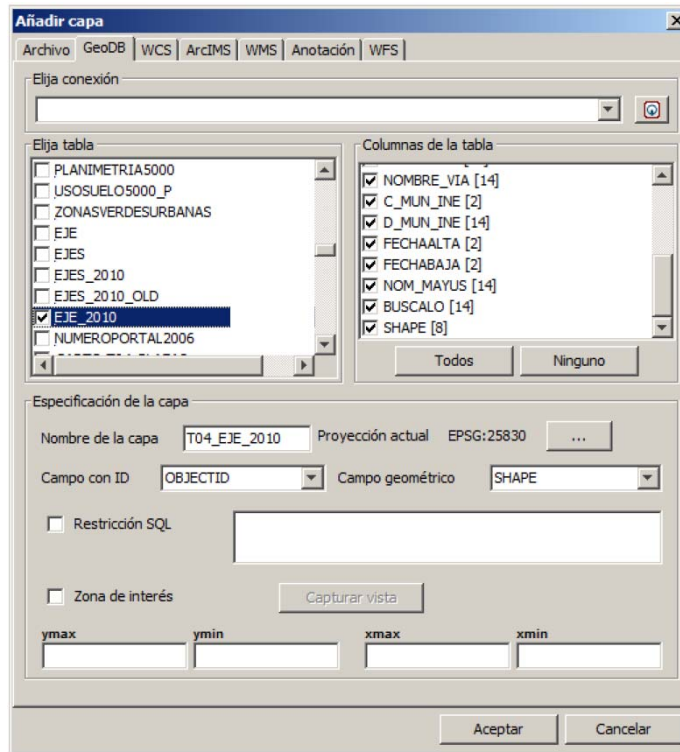 Añadir capa
Archivo GeoDB WCS ArcIMS WMS Anotación WFS
Elija conexión
Elija tabla
PLANIMETRIA5000
USOSUELO5000_P
ZONASVERDESURBANAS
EJE
EJES
EJES_2010
EJES_2010_OLD
EJE_2010
NUMEROPORTAL2006
Columnas de la tabla
NOMBRE_VIA [14]
C_MUN_INE [2]
D_MUN_INE [14]
FECHAALTA [2]
FECHABAJA [2]
NOM_MAYUS [14]
BUSCALO [14]
SHAPE [8]
Todos Ninguno
Especificación de la capa
Nombre de la capa T04_EJE_2010 Proyección actual EPSG:25830 ...
Campo con ID OBJECTID Campo geométrico SHAPE
Restricción SQL
Zona de interés Capturar vista
ymax ymin xmax xmin
Aceptar Cancelar